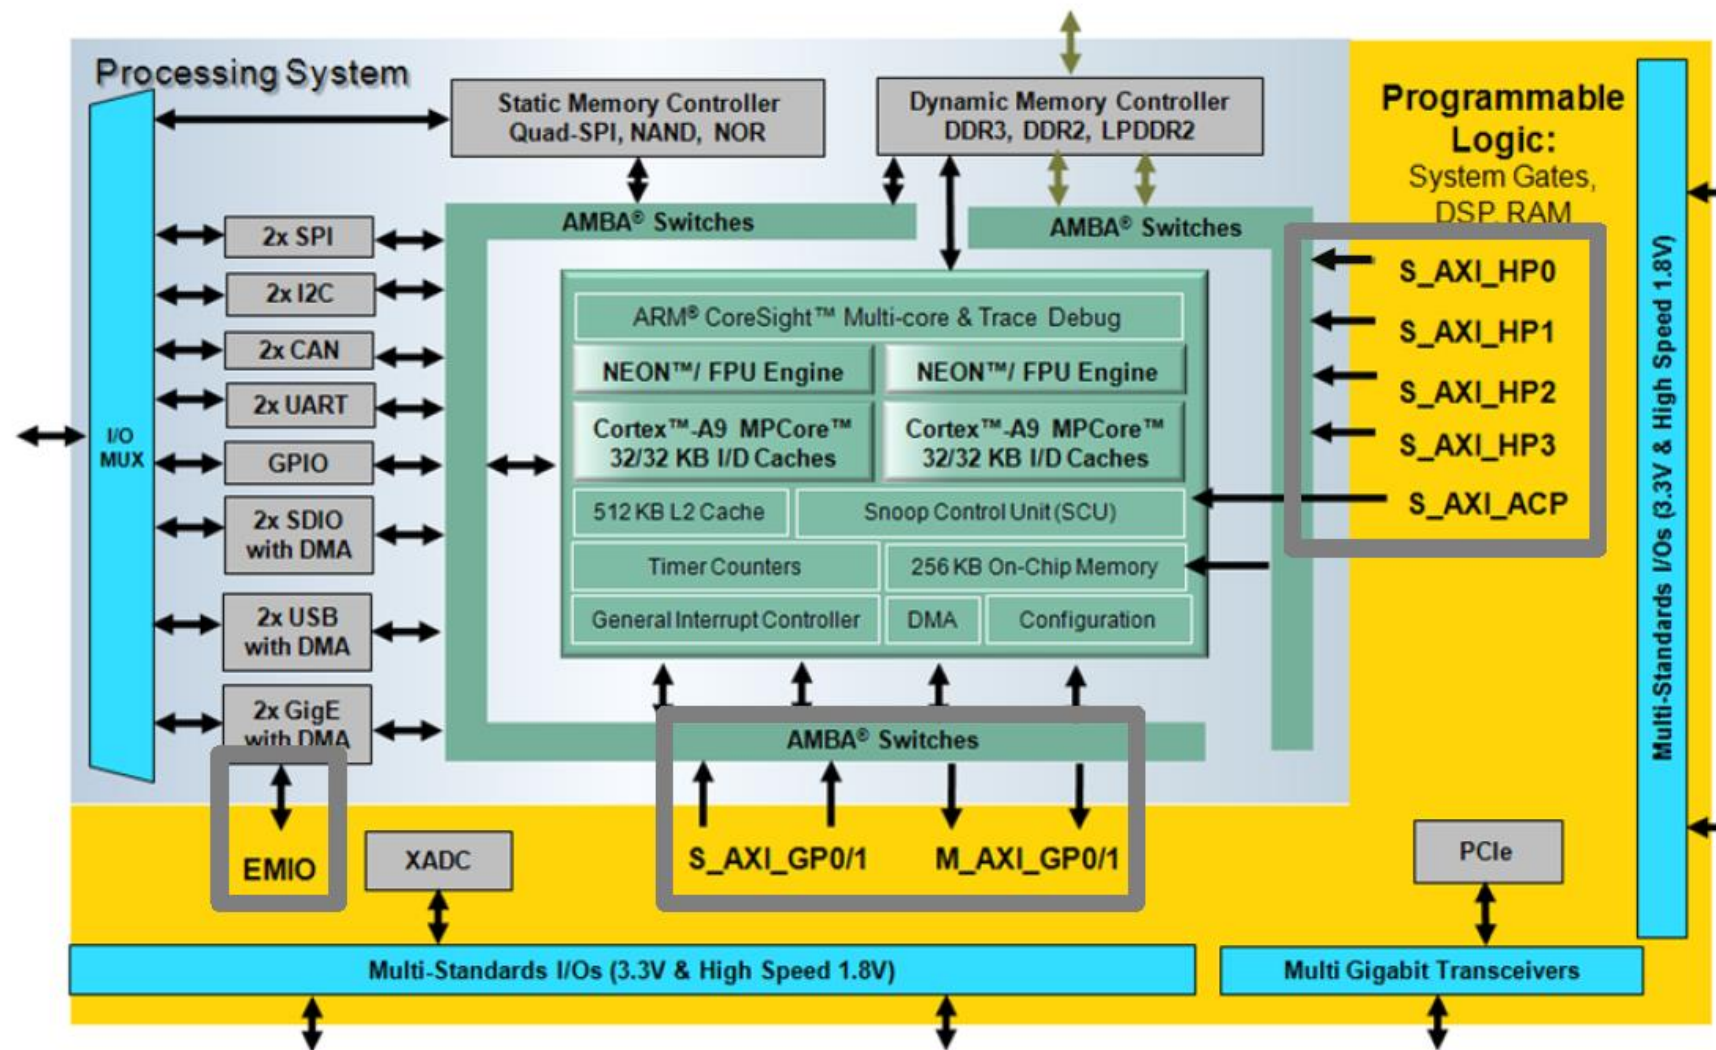 Processing System
Static Memory Controller
Quad-SPI, NAND, NOR
Dynamic Memory Controller
DDR3, DDR2, LPDDR2
Programmable
Logic:
System Gates,
DSP, RAM
AMBA® Switches
AMBA® Switches
I/O
MUX
2x SPI
2x I2C
2x CAN
2x UART
GPIO
2x SDIO
with DMA
2x USB
with DMA
2x GigE
with DMA
ARM® CoreSight™ Multi-core & Trace Debug
NEON™/ FPU Engine
NEON™/ FPU Engine
Cortex™-A9 MPCore™
32/32 KB I/D Caches
Cortex™-A9 MPCore™
32/32 KB I/D Caches
512 KB L2 Cache
Snoop Control Unit (SCU)
Timer Counters
256 KB On-Chip Memory
General Interrupt Controller
DMA
Configuration
S_AXI_HP0
S_AXI_HP1
S_AXI_HP2
S_AXI_HP3
S_AXI_ACP
Multi-Standards I/Os (3.3V & High Speed 1.8V)
AMBA® Switches
EMIO
XADC
S_AXI_GP0/1
M_AXI_GP0/1
PCIe
Multi-Standards I/Os (3.3V & High Speed 1.8V)
Multi Gigabit Transceivers